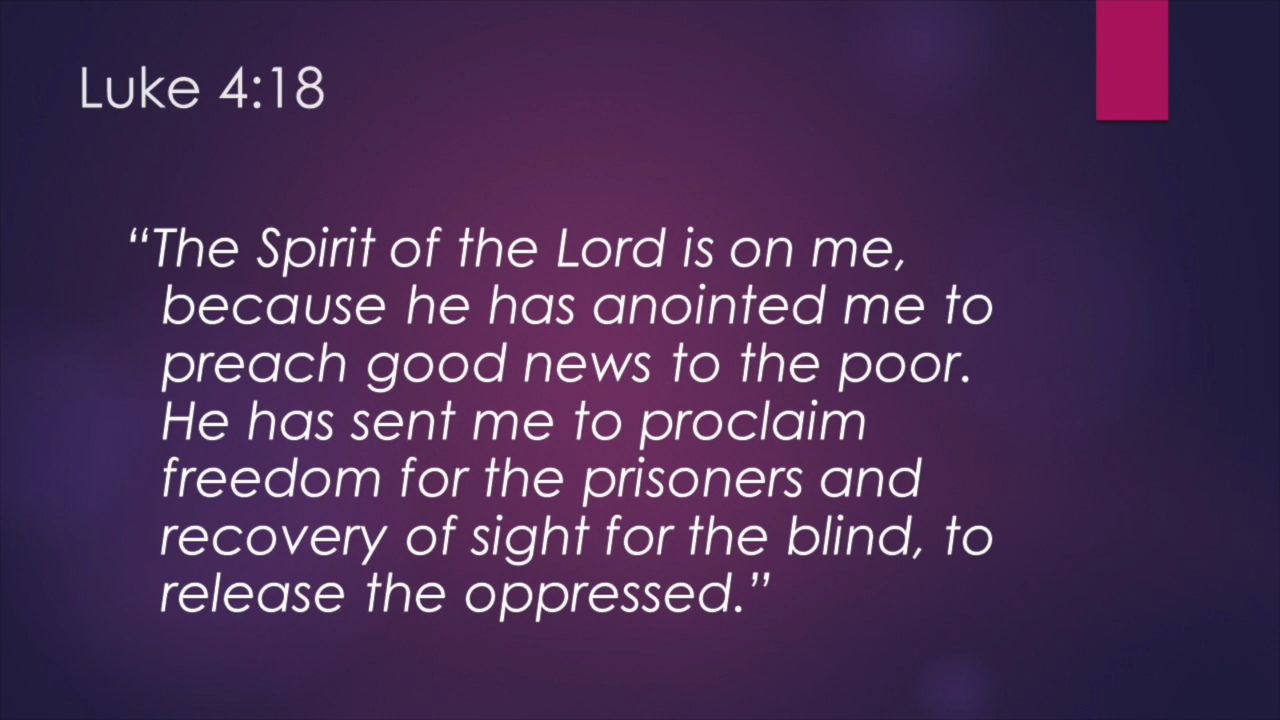 Luke 4:18
“The Spirit of the Lord is on me,
because he has anointed me to
preach good news to the poor.
He has sent me to proclaim
freedom for the prisoners and
recovery of sight for the blind, to
release the oppressed.”